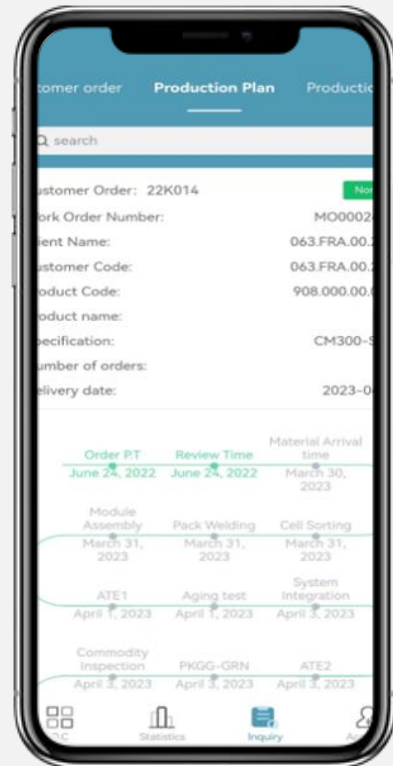 tomer order Production Plan Productio
search
ustomer Order: 22K014 Nor
ork Order Number: MO0002
ient Name: 063.FRA.00.2
ustomer Code: 063.FRA.00.2
oduct Code: 908.000.00.0
oduct name:
ecification: CM300-S
umber of orders:
elivery date: 2023-0
Order P.T Review Time Material Arrival
time
June 24, 2022 June 24, 2022 March 30,
2023
Module
Assembly Pack Welding Cell Sorting
March 31, March 31, March 31,
2023 2023 2023
ATE1 Aging test System
Integration
April 1, 2023 April 1, 2023 April 3, 2023
Commodity
Inspection PKGG-GRN ATE2
April 3, 2023 April 3, 2023 April 3, 2023
Statistics Inquiry